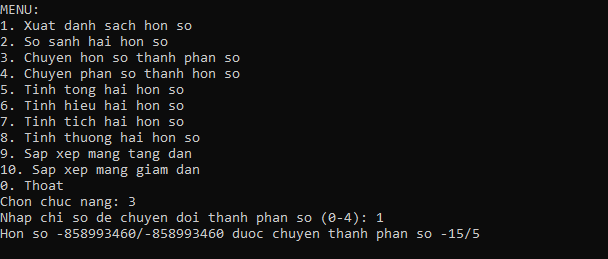 MENU:
1. Xuat danh sach hon so
2. So sanh hai hon so
3. Chuyen hon so thanh phan so
4. Chuyen phan so thanh hon so
5. Tinh tong hai hon so
6. Tinh hieu hai hon so
7. Tinh tich hai hon so
8. Tinh thuong hai hon so
9. Sap xep mang tang dan
10. Sap xep mang giam dan
0. Thoat
Chon chuc nang: 3
Nhap chi so de chuyen doi thanh phan so (0-4): 1
Hon so -858993460/-858993460 duoc chuyen thanh phan so -15/5